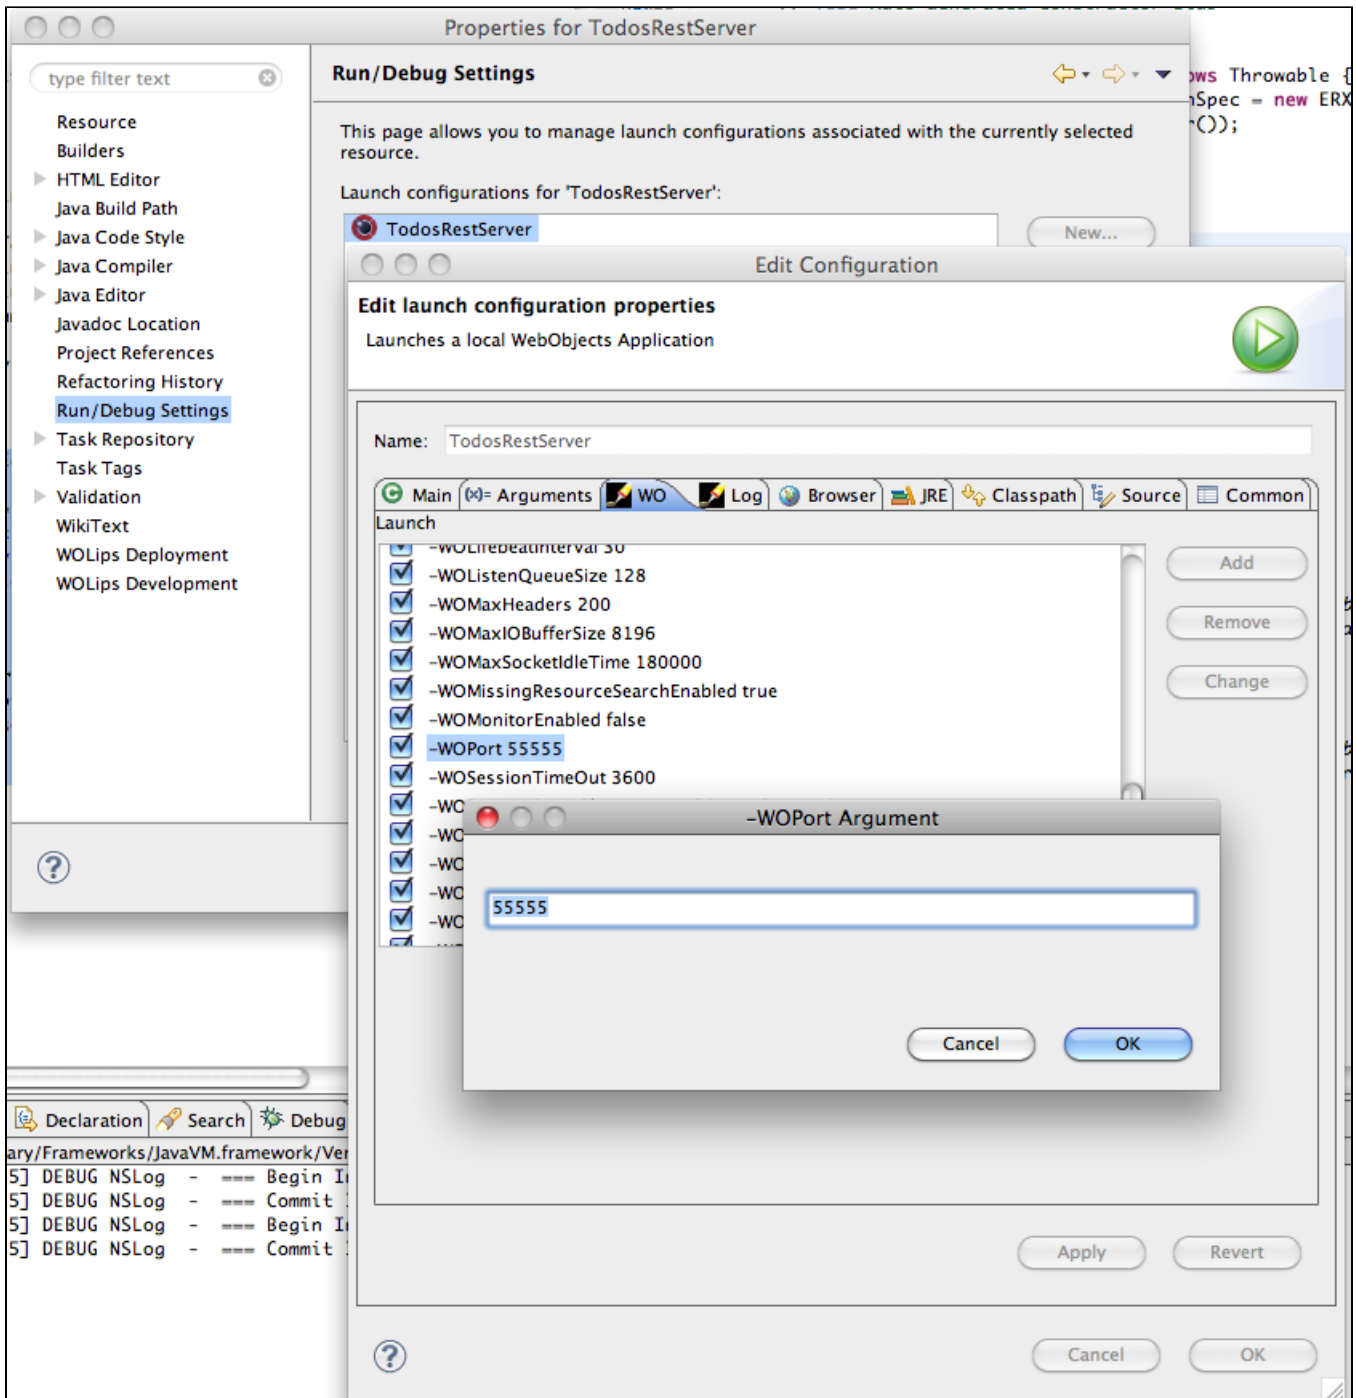 Properties for TodosRestServer
type filter text
Resource
Builders
HTML Editor
Java Build Path
Java Code Style
Java Compiler
Java Editor
Javadoc Location
Project References
Refactoring History
Run/Debug Settings
Task Repository
Task Tags
Validation
WikiText
WOLips Deployment
WOLips Development
Run/Debug Settings
This page allows you to manage launch configurations associated with the currently selected
resource.
Launch configurations for 'TodosRestServer':
TodosRestServer
New...
ows Throwable {
nSpec = new ERX
r());
Edit Configuration
Edit launch configuration properties
Launches a local WebObjects Application
Name: TodosRestServer
Main (x)= Arguments WO Log Browser JRE Classpath Source Common
Launch
-WOLifebeatInterval 30
-WOListenQueueSize 128
-WOMaxHeaders 200
-WOMaxIOBufferSize 8196
-WOMaxSocketIdleTime 180000
-WOMissingResourceSearchEnabled true
-WOMonitorEnabled false
-WOPort 55555
-WOSessionTimeOut 3600
-WO
-WO
-WO
-WO
-WO
Add
Remove
Change
-WOPort Argument
55555
Cancel OK
Apply Revert
Cancel OK
Declaration Search Debug
ary/Frameworks/JavaVM.framework/Ver
5] DEBUG NSLog - === Begin I
5] DEBUG NSLog - === Commit
5] DEBUG NSLog - === Begin I
5] DEBUG NSLog - === Commit